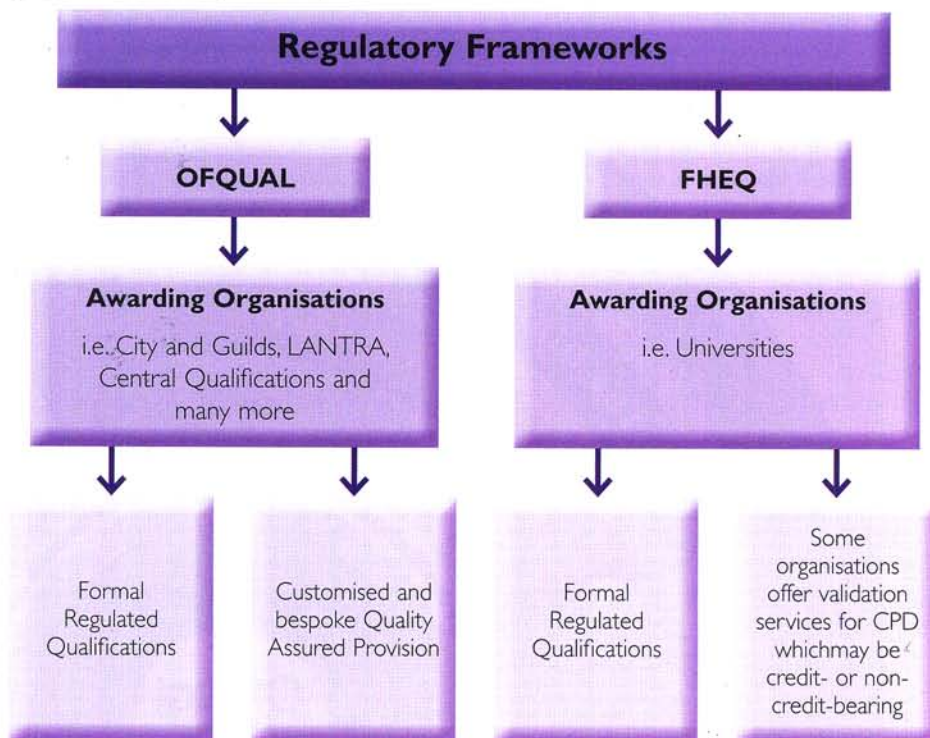 Regulatory Frameworks
OFQUAL
FHEQ
Awarding Organisations
i.e. City and Guilds, LANTRA,
Central Qualifications and
many more
Awarding Organisations
i.e. Universities
Formal
Regulated
Qualifications
Customised and
bespoke Quality
Assured Provision
Formal
Regulated
Qualifications
Some
organisations
offer validation
services for CPD
whichmay be
credit- or non-
credit-bearing